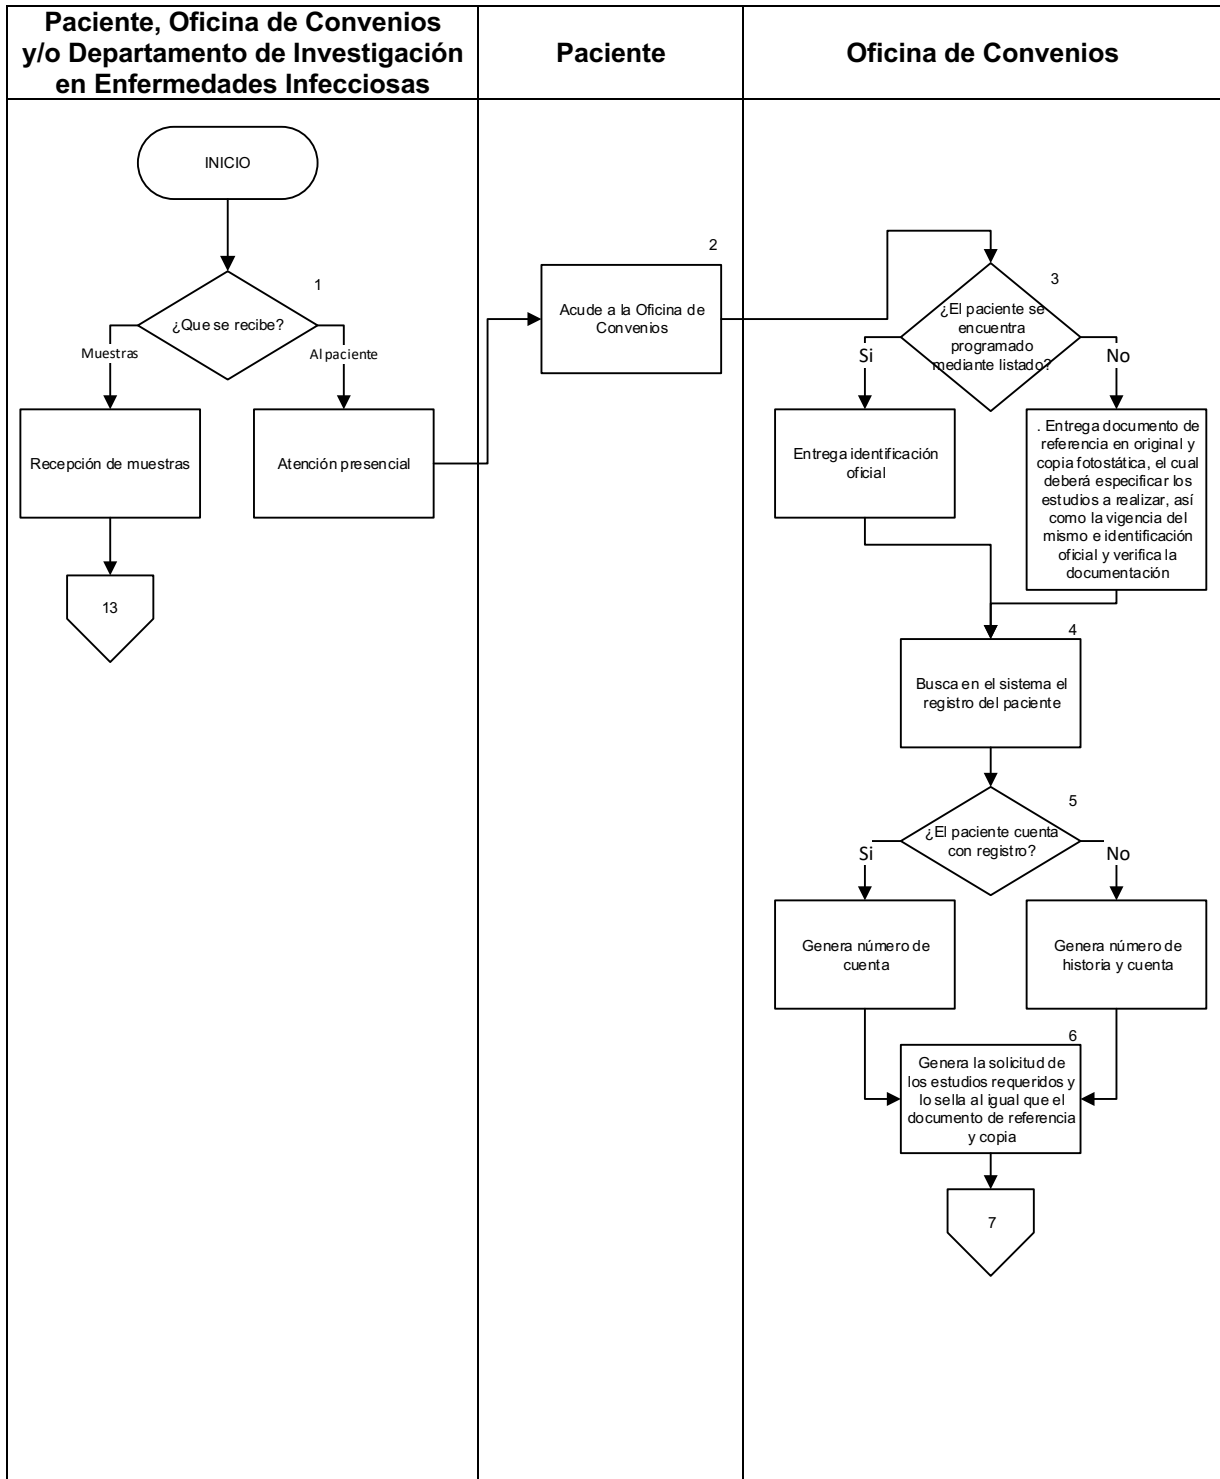 Paciente, Oficina de Convenios
y/o Departamento de Investigación
en Enfermedades Infecciosas
Paciente
Oficina de Convenios
INICIO
1
¿Que se recibe?
Muestras
Al paciente
Recepción de muestras
Atención presencial
13
2
Acude a la Oficina de
Convenios
3
¿El paciente se
encuentra
programado
mediante listado?
Si
No
Entrega identificación
oficial
. Entrega documento de
referencia en original y
copia fotostática, el cual
deberá especificar los
estudios a realizar, así
como la vigencia del
mismo e identificación
oficial y verifica la
documentación
4
Busca en el sistema el
registro del paciente
5
¿El paciente cuenta
con registro?
Si
No
Genera número de
cuenta
Genera número de
historia y cuenta
6
Genera la solicitud de
los estudios requeridos y
lo sella al igual que el
documento de referencia
y copia
7